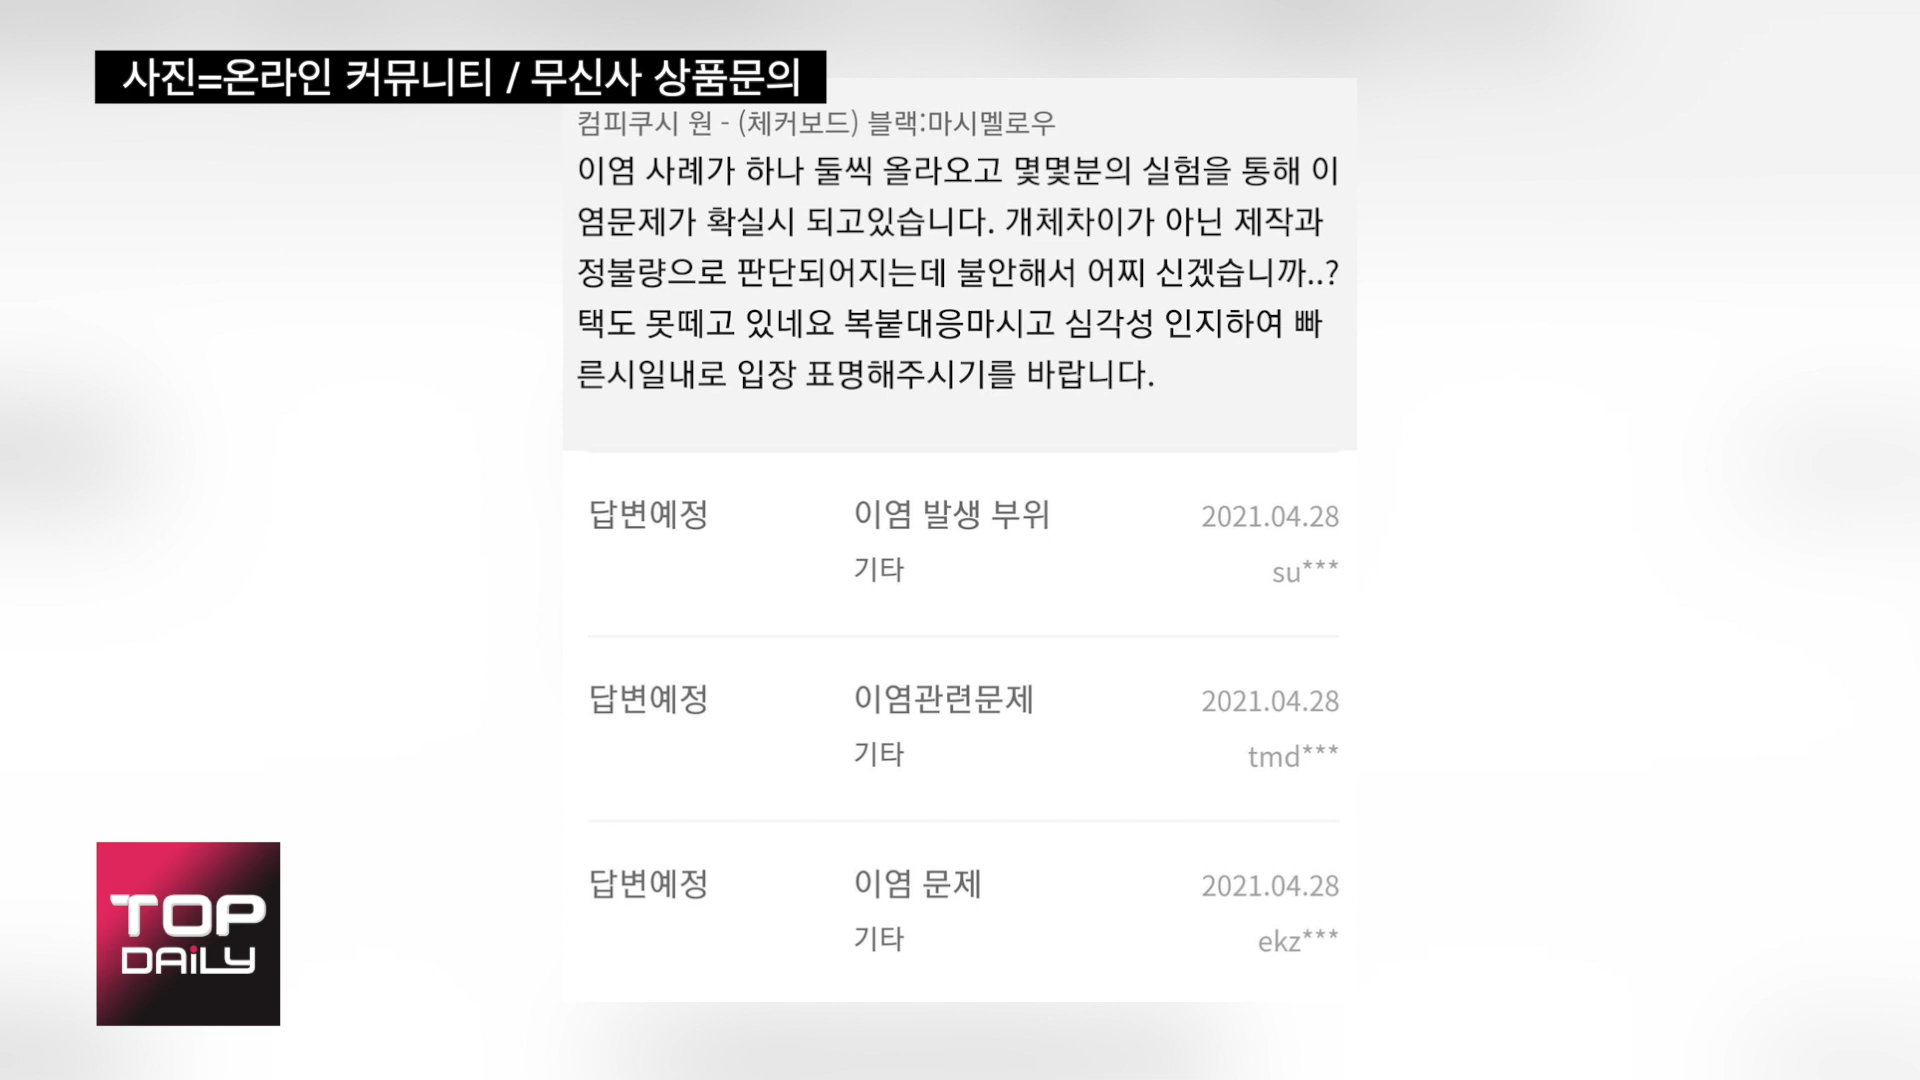 사진=온라인 커뮤니티 / 무신사 상품문의
컴피쿠시 원 - (체커보드) 블랙:마시멜로우
이염 사례가 하나 둘씩 올라오고 몇몇분의 실험을 통해 이
염문제가 확실시 되고있습니다. 개체차이가 아닌 제작과
정불량으로 판단되어지는데 불안해서 어찌 신겠습니까..?
택도 못떼고 있네요 복붙대응마시고 심각성 인지하여 빠
른시일내로 입장 표명해주시기를 바랍니다.
답변예정 이염 발생 부위 2021.04.28
기타 su***
답변예정 이염관련문제 2021.04.28
기타 tmd***
답변예정 이염 문제 2021.04.28
기타 ekz***
TOP
DAiLY